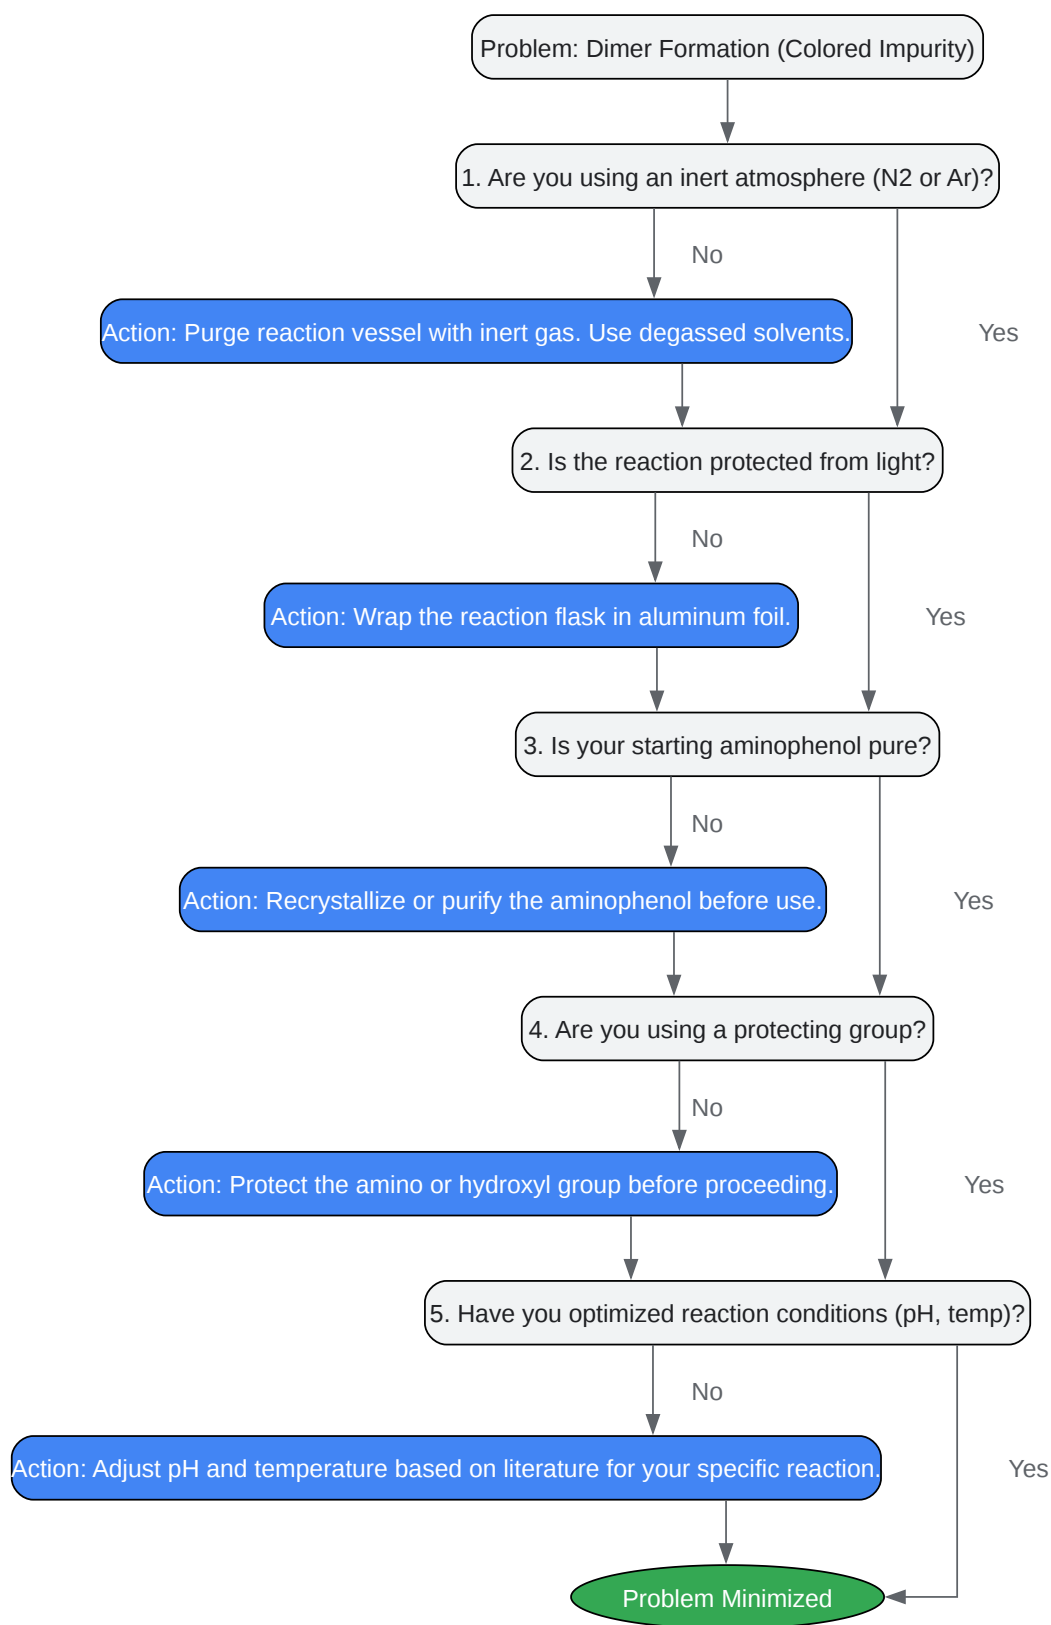 Problem: Dimer Formation (Colored Impurity)
1. Are you using an inert atmosphere (N2 or Ar)?
No
Action: Purge reaction vessel with inert gas. Use degassed solvents.
Yes
2. Is the reaction protected from light?
No
Action: Wrap the reaction flask in aluminum foil.
Yes
3. Is your starting aminophenol pure?
No
Action: Recrystallize or purify the aminophenol before use.
Yes
4. Are you using a protecting group?
No
Action: Protect the amino or hydroxyl group before proceeding.
Yes
5. Have you optimized reaction conditions (pH, temp)?
No
Action: Adjust pH and temperature based on literature for your specific reaction.
Yes
Problem Minimized